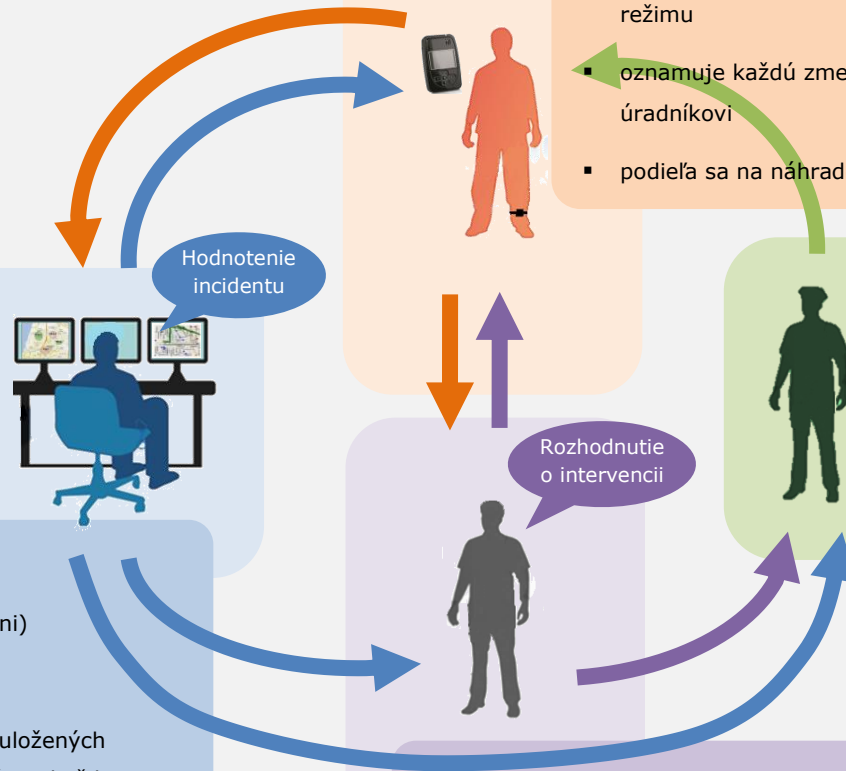 režimu
▪ oznamuje každú zme
úradníkovi
▪ podieľa sa na náhrad
Hodnotenie
incidentu
Rozhodnutie
o intervencii
ni)
uložených